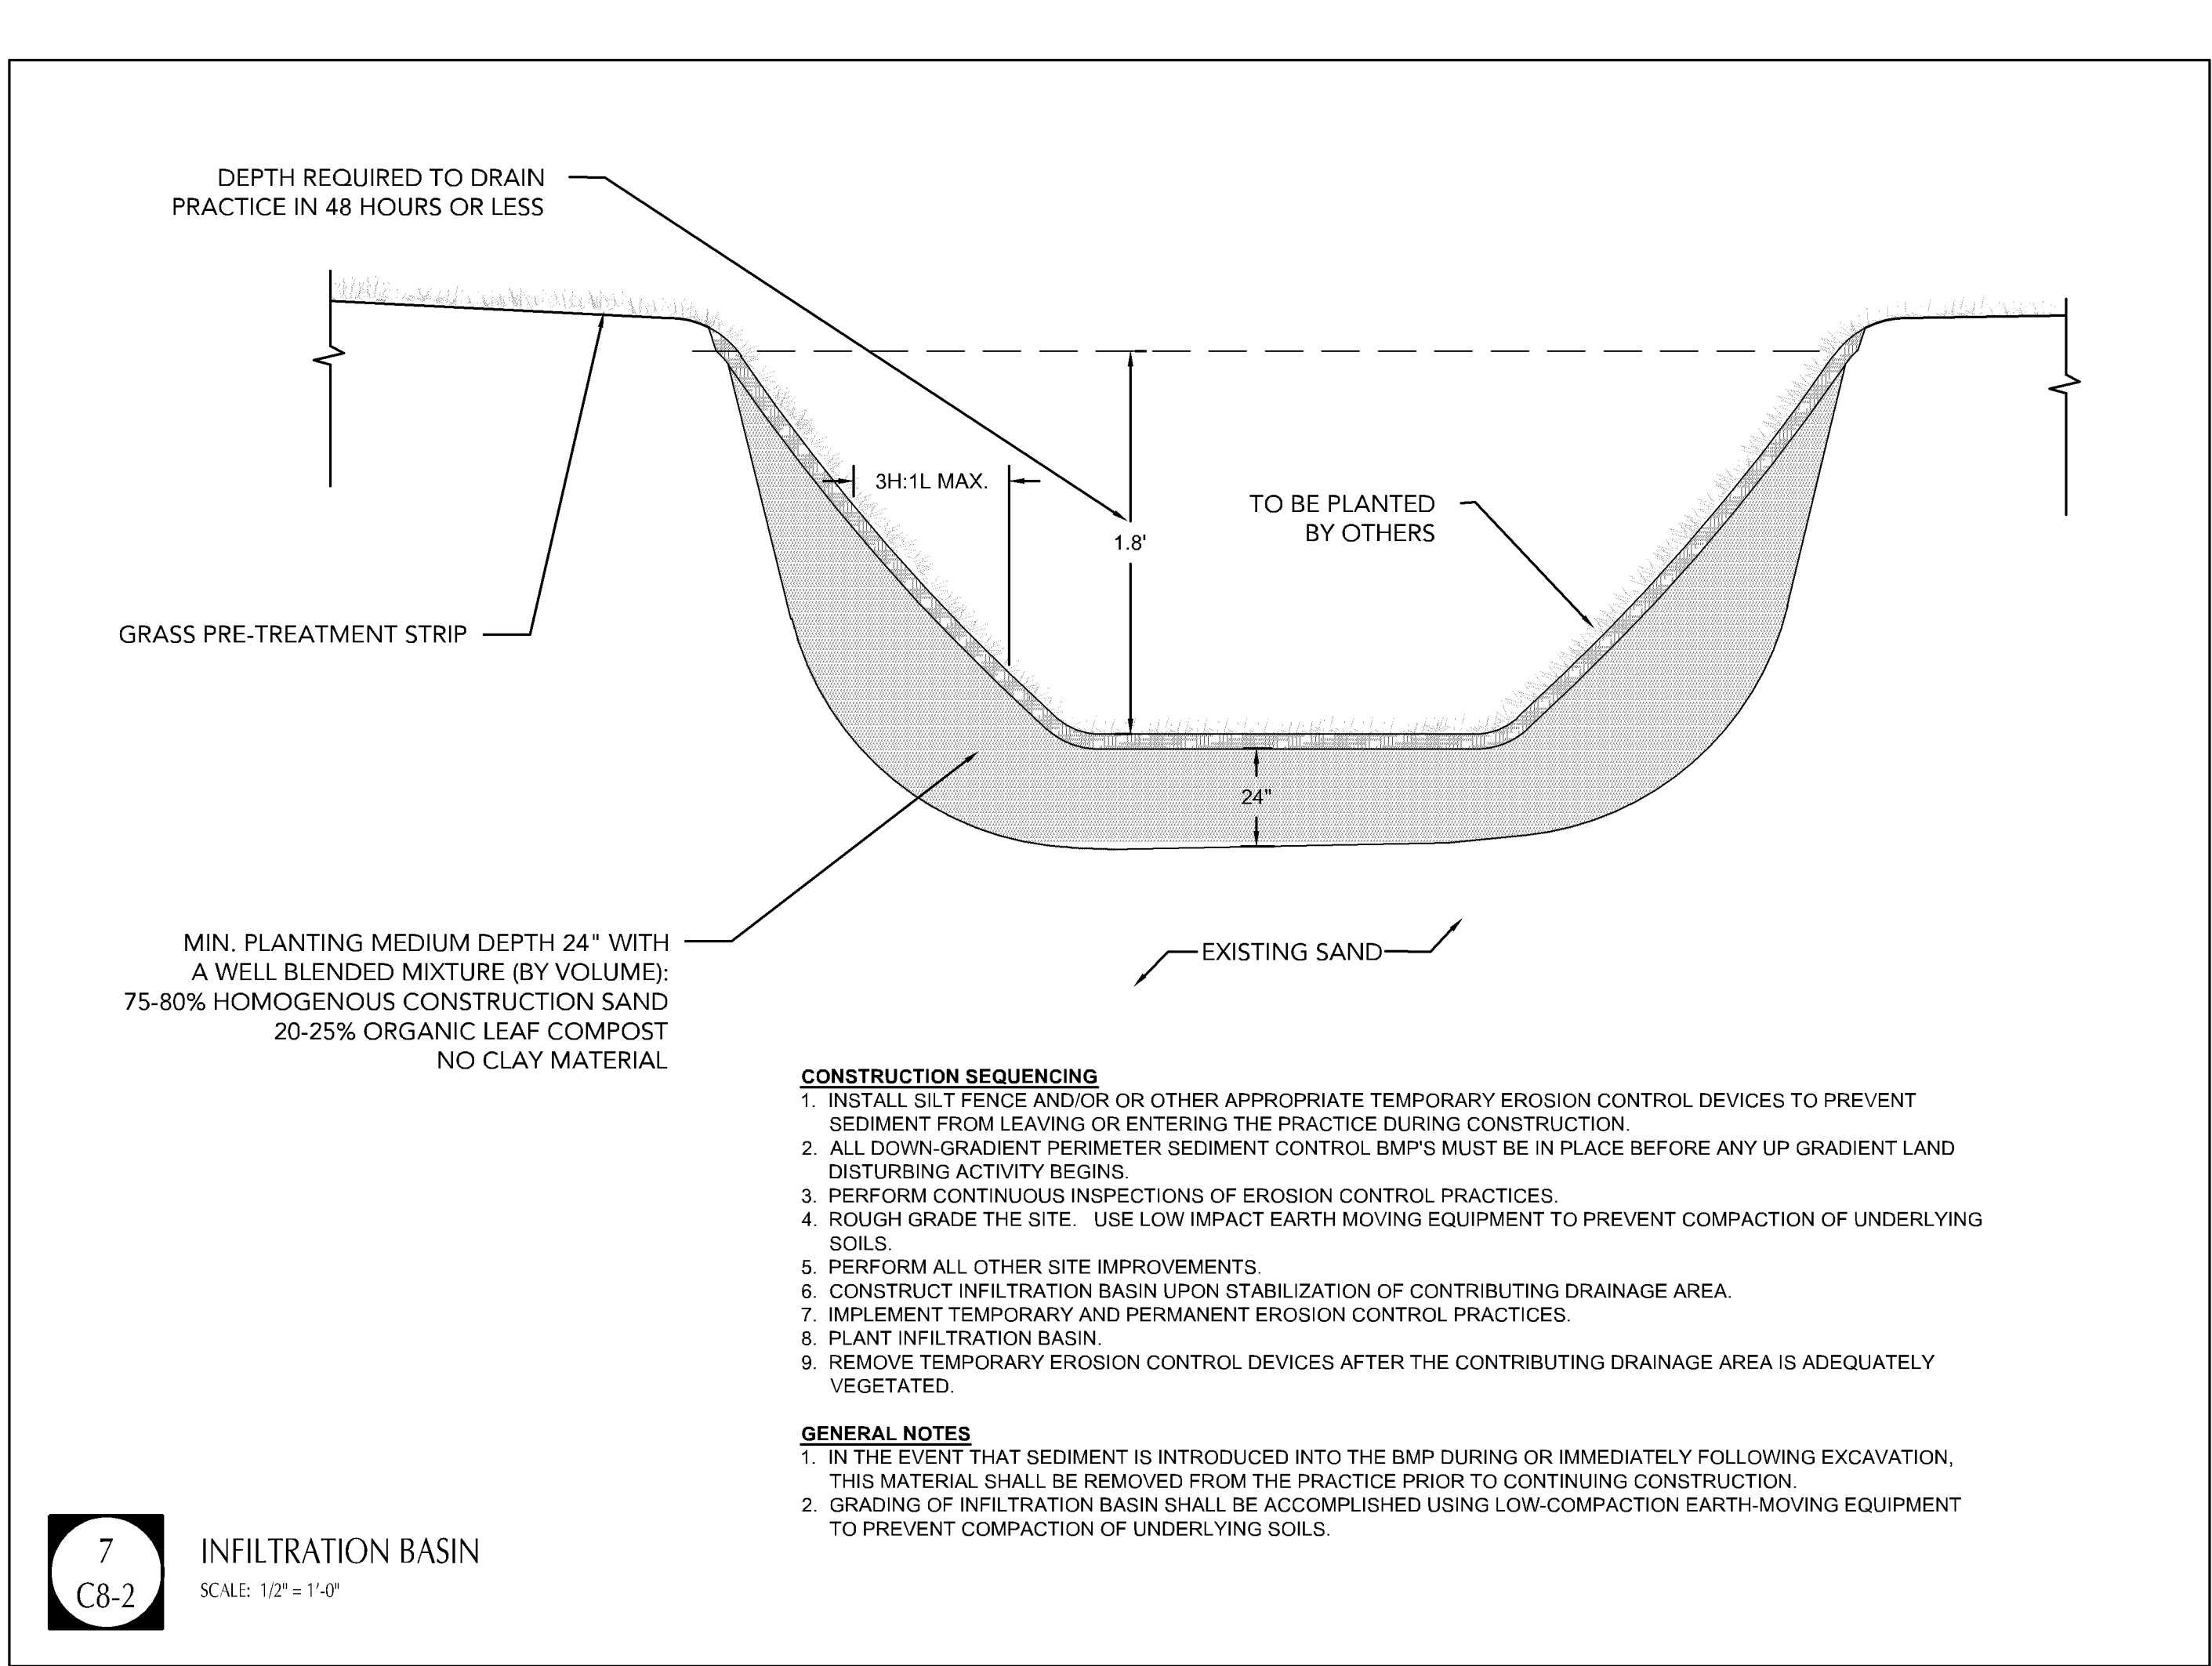 DEPTH REQUIRED TO DRAIN
PRACTICE IN 48 HOURS OR LESS
3H:1L MAX.
1.8'
TO BE PLANTED
BY OTHERS
GRASS PRE-TREATMENT STRIP
24"
EXISTING SAND
MIN. PLANTING MEDIUM DEPTH 24" WITH
A WELL BLENDED MIXTURE (BY VOLUME):
75-80% HOMOGENOUS CONSTRUCTION SAND
20-25% ORGANIC LEAF COMPOST
NO CLAY MATERIAL
CONSTRUCTION SEQUENCING
1. INSTALL SILT FENCE AND/OR OR OTHER APPROPRIATE TEMPORARY EROSION CONTROL DEVICES TO PREVENT
SEDIMENT FROM LEAVING OR ENTERING THE PRACTICE DURING CONSTRUCTION.
2. ALL DOWN-GRADIENT PERIMETER SEDIMENT CONTROL BMP'S MUST BE IN PLACE BEFORE ANY UP GRADIENT LAND
DISTURBING ACTIVITY BEGINS.
3. PERFORM CONTINUOUS INSPECTIONS OF EROSION CONTROL PRACTICES.
4. ROUGH GRADE THE SITE. USE LOW IMPACT EARTH MOVING EQUIPMENT TO PREVENT COMPACTION OF UNDERLYING
SOILS.
5. PERFORM ALL OTHER SITE IMPROVEMENTS.
6. CONSTRUCT INFILTRATION BASIN UPON STABILIZATION OF CONTRIBUTING DRAINAGE AREA.
7. IMPLEMENT TEMPORARY AND PERMANENT EROSION CONTROL PRACTICES.
8. PLANT INFILTRATION BASIN.
9. REMOVE TEMPORARY EROSION CONTROL DEVICES AFTER THE CONTRIBUTING DRAINAGE AREA IS ADEQUATELY
VEGETATED.
GENERAL NOTES
1. IN THE EVENT THAT SEDIMENT IS INTRODUCED INTO THE BMP DURING OR IMMEDIATELY FOLLOWING EXCAVATION,
THIS MATERIAL SHALL BE REMOVED FROM THE PRACTICE PRIOR TO CONTINUING CONSTRUCTION.
2. GRADING OF INFILTRATION BASIN SHALL BE ACCOMPLISHED USING LOW-COMPACTION EARTH-MOVING EQUIPMENT
TO PREVENT COMPACTION OF UNDERLYING SOILS.
7
C8-2
INFILTRATION BASIN
SCALE: 1/2" = 1'-0"